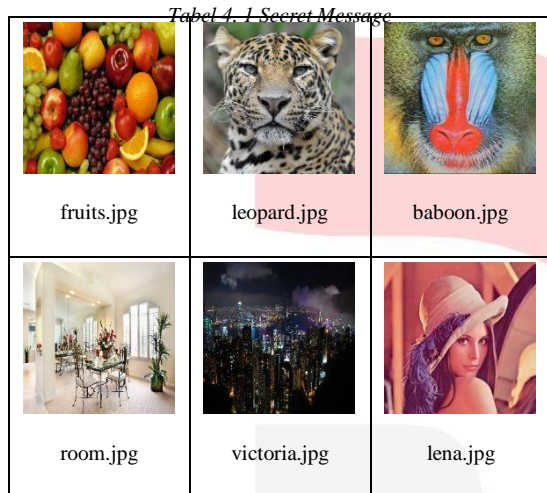 Tabel 4. 1 Secret Message
fruits.jpg leopard.jpg baboon.jpg
room.jpg victoria.jpg lena.jpg